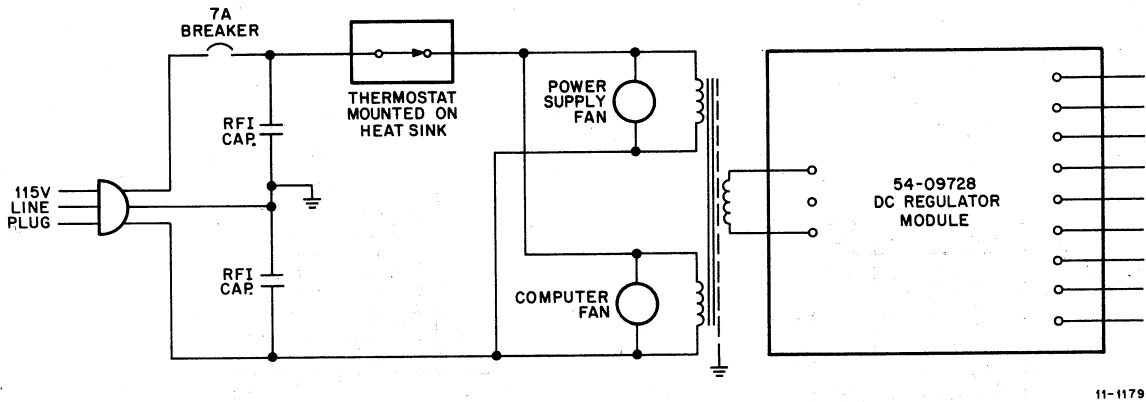 7A
BREAKER
THERMOSTAT
MOUNTED ON
HEAT SINK
POWER
SUPPLY
FAN
RFI
CAP.
115V
LINE
PLUG
RFI
CAP.
COMPUTER
FAN
54-09728
DC REGULATOR
MODULE
11-1179